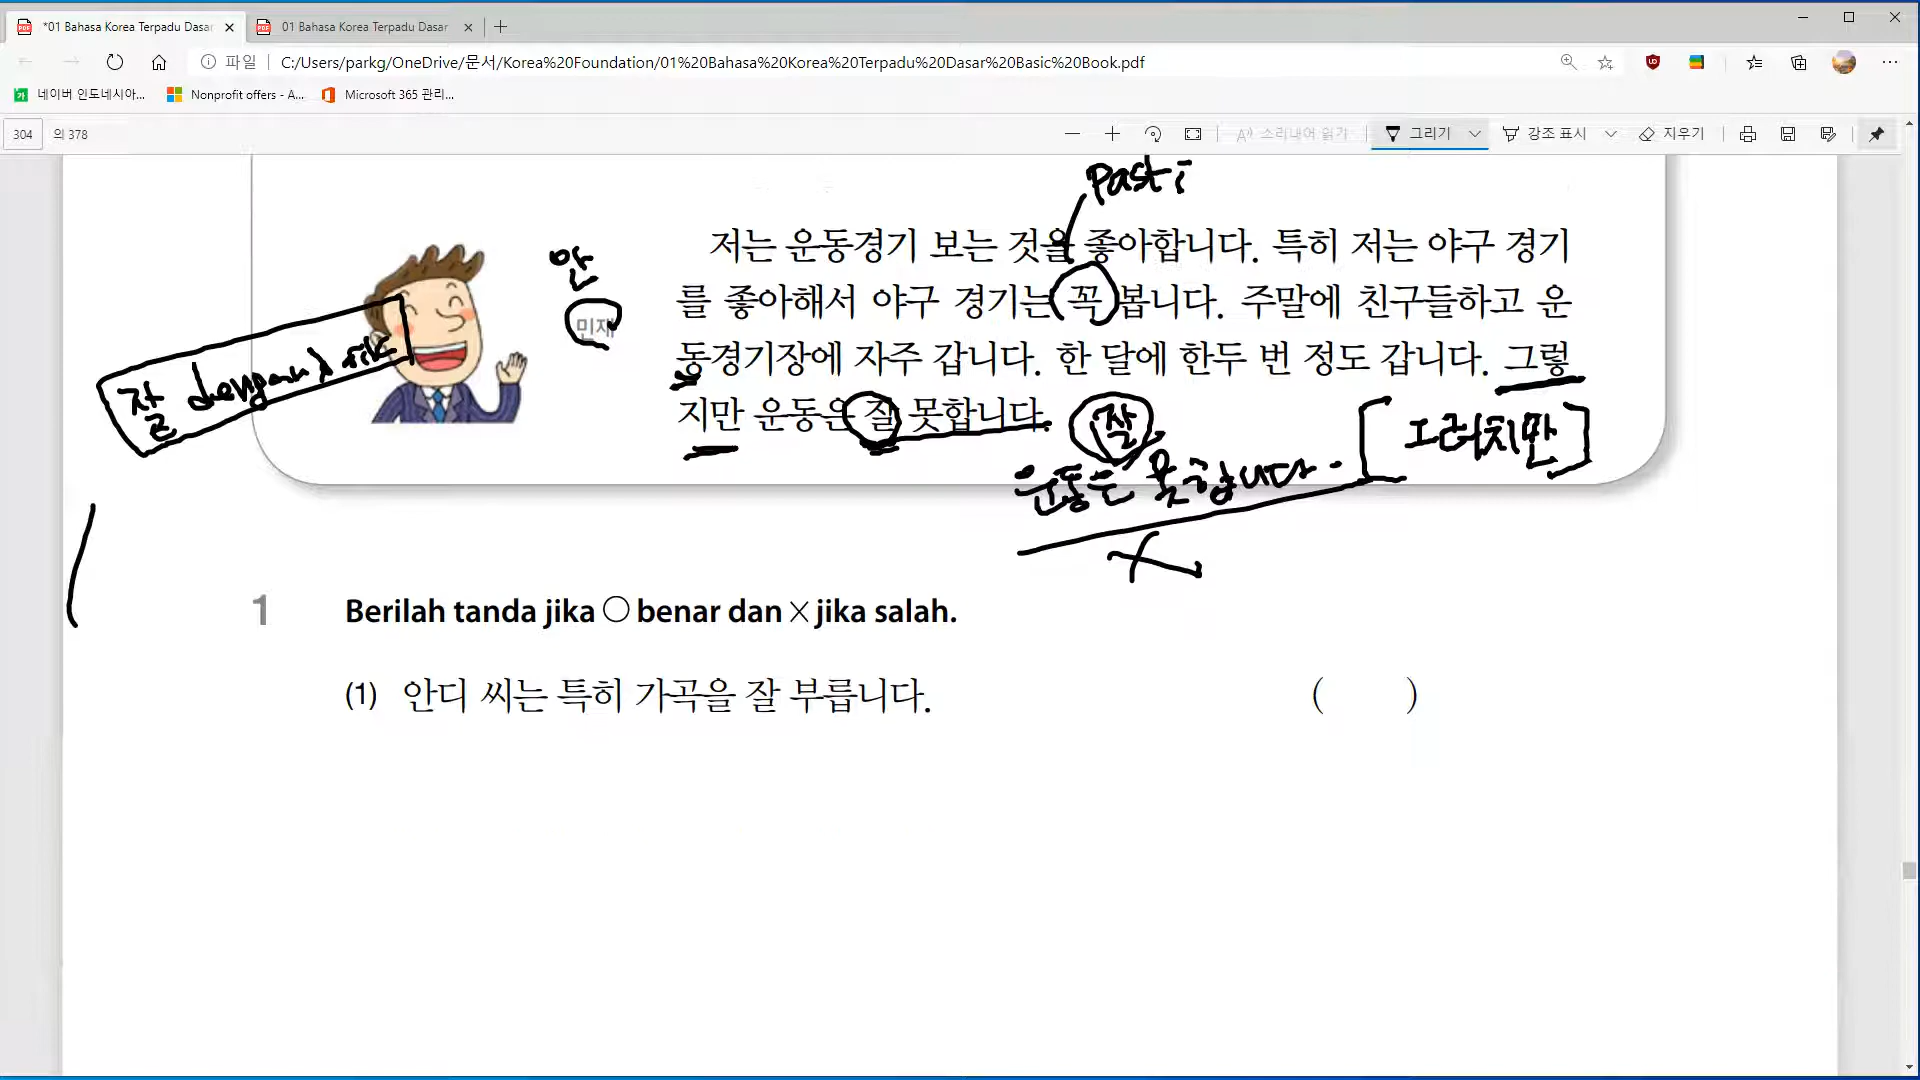 *01 Bahasa Korea Terpadu Dasar
01 Bahasa Korea Terpadu Dasar
파일
C:/Users/parkg/OneDrive/문서/Korea%20Foundation/01%20Bahasa%20Korea%20Terpadu%20Dasar%20Basic%20Book.pdf
네이버 인도네시아...
Nonprofit offers - A...
Microsoft 365 관리...
304 의 378
소리내어 읽기
그리기
강조 표시
지우기
Pasti
저는 운동경기 보는 것을 좋아합니다. 특히 저는 야구 경기
를 좋아해서 야구 경기는 꼭 봅니다. 주말에 친구들하고 운
동경기장에 자주 갑니다. 한 달에 한두 번 정도 갑니다. 그렇
지만 운동은 잘 못합니다.
안
민재
잘 dengan
잘
그러치만
운동은 못합니다.
X
1 Berilah tanda jika ○ benar dan × jika salah.
(1) 안디 씨는 특히 가곡을 잘 부릅니다. ( )